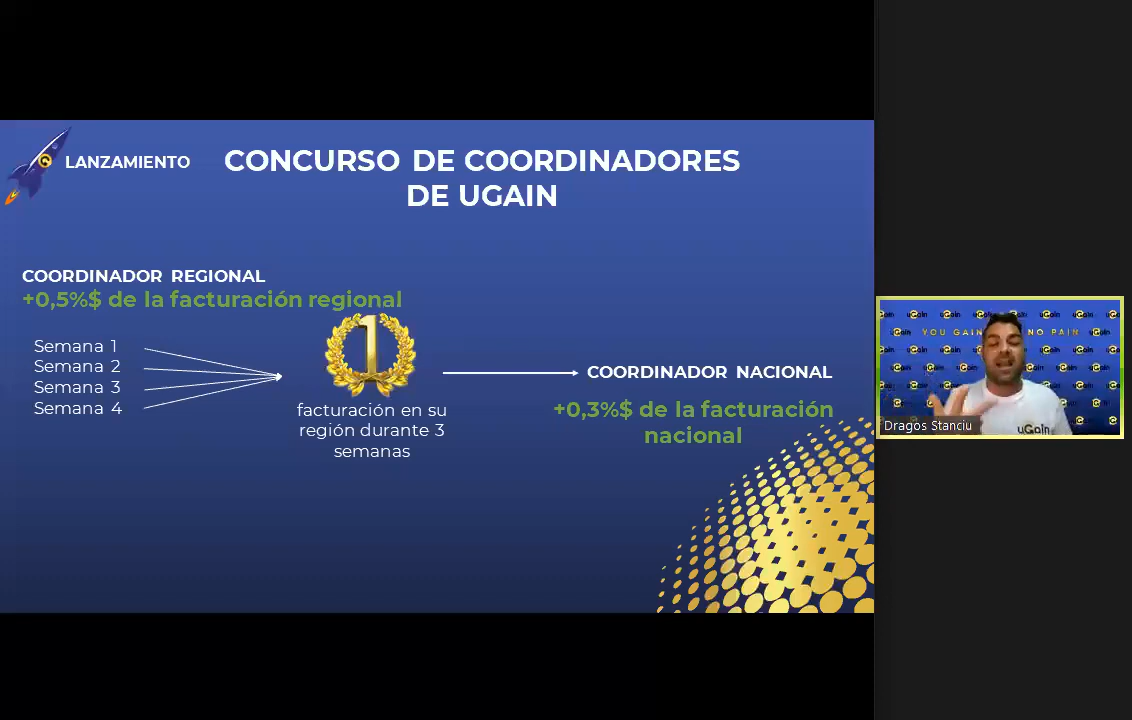 LANZAMIENTO
CONCURSO DE COORDINADORES
DE UGAIN
COORDINADOR REGIONAL
+0,5%$ de la facturación regional
Semana 1
Semana 2
Semana 3
Semana 4
1
facturación en su
región durante 3
semanas
COORDINADOR NACIONAL
+0,3%$ de la facturación
nacional
YOU GAIN NO PAIN
uGain
Dragos Stanciu